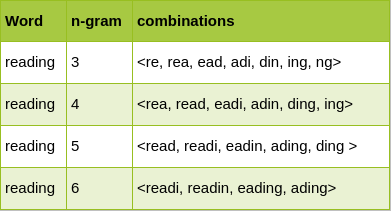 Word n-gram combinations
reading 3 <re, rea, ead, adi, din, ing, ng>
reading 4 <rea, read, eadi, adin, ding, ing>
reading 5 <read, readi, eadin, ading, ding >
reading 6 <readi, readin, eading, ading>